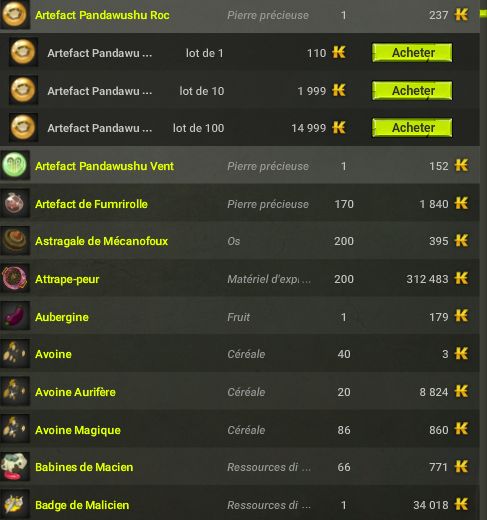 Artefact Pandawushu Roc Pierre précieuse 1 237
Artefact Pandawu ... lot de 1 110 Acheter
Artefact Pandawu ... lot de 10 1 999 Acheter
Artefact Pandawu ... lot de 100 14 999 Acheter
Artefact Pandawushu Vent Pierre précieuse 1 152
Artefact de Fumrirolle Pierre précieuse 170 1 840
Astragale de Mécanofoux Os 200 395
Attrape-peur Matériel d'expl ... 200 312 483
Aubergine Fruit 1 179
Avoine Céréale 40 3
Avoine Aurifère Céréale 20 8 824
Avoine Magique Céréale 86 860
Babines de Macien Ressources di ... 66 771
Badge de Malicien Ressources di ... 1 34 018